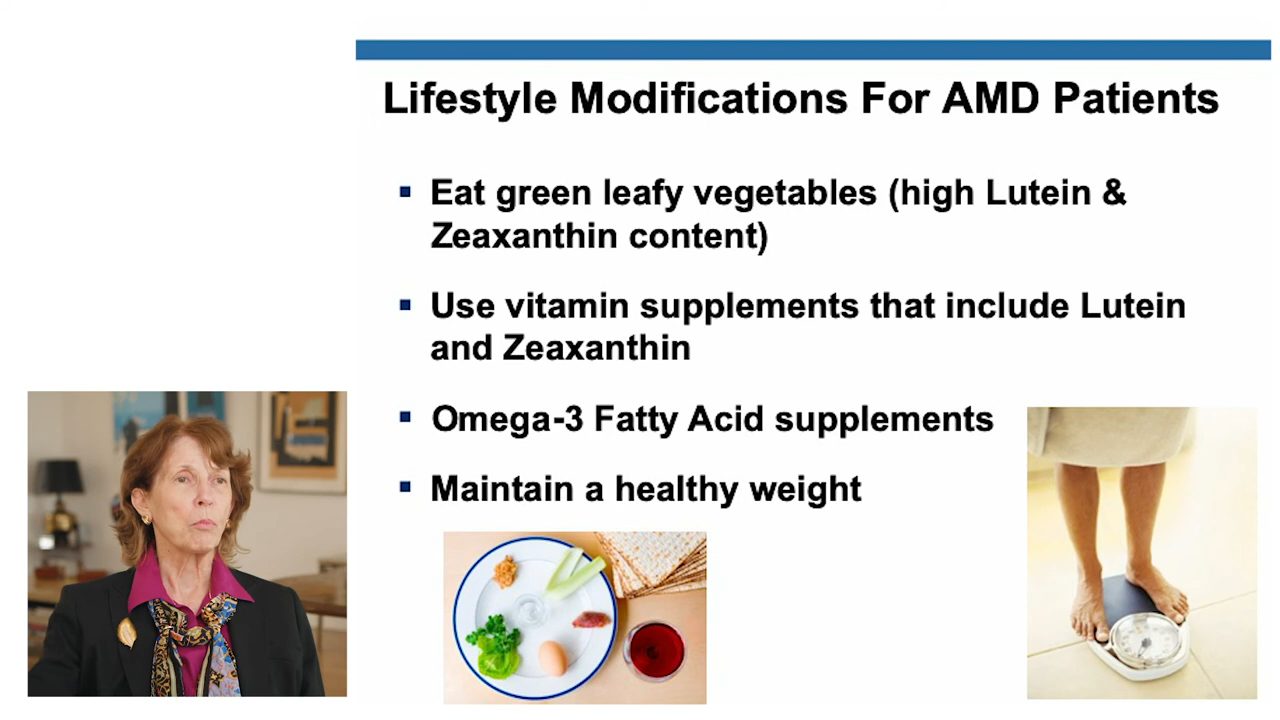 Lifestyle Modifications For AMD Patients
▪ Eat green leafy vegetables (high Lutein &
Zeaxanthin content)
▪ Use vitamin supplements that include Lutein
and Zeaxanthin
▪ Omega-3 Fatty Acid supplements
▪ Maintain a healthy weight